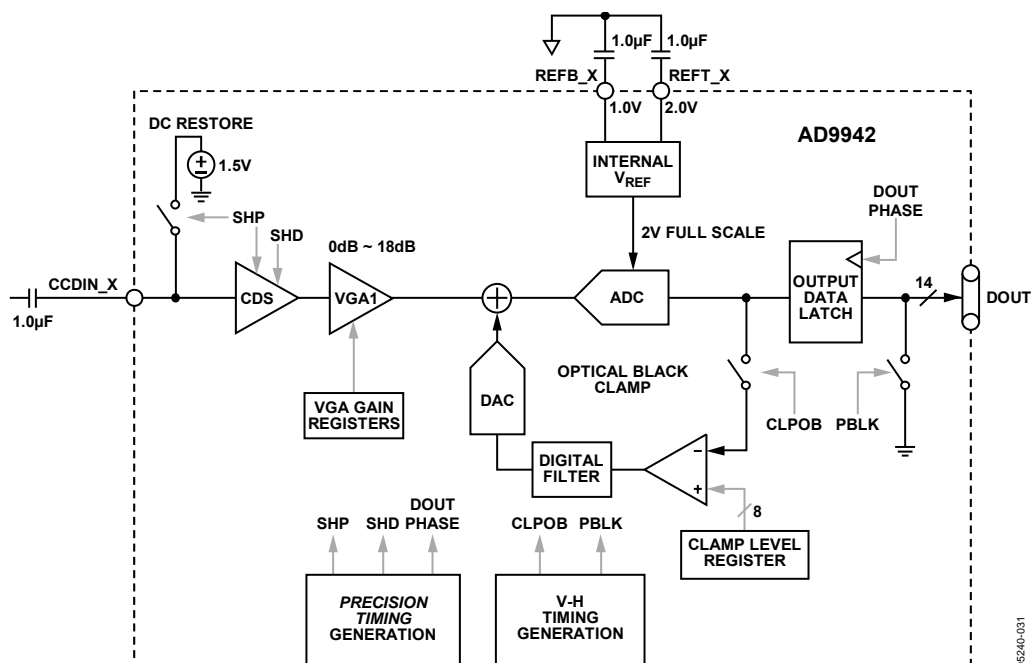 1.0µF
1.0µF
REFB_X
REFT_X
1.0V
2.0V
DC RESTORE
AD9942
+
–
1.5V
INTERNAL
VREF
DOUT
PHASE
SHP
SHD
0dB ~ 18dB
2V FULL SCALE
CCDIN_X
1.0µF
CDS
VGA1
+
ADC
OUTPUT
DATA
LATCH
14
DOUT
OPTICAL BLACK
CLAMP
VGA GAIN
REGISTERS
DAC
CLPOB
PBLK
DIGITAL
FILTER
–
+
8
SHP
SHD
DOUT
PHASE
CLPOB
PBLK
CLAMP LEVEL
REGISTER
PRECISION
TIMING
GENERATION
V-H
TIMING
GENERATION
5240-031